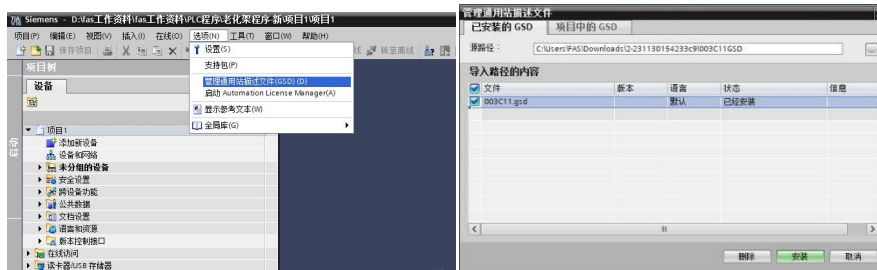 Siemens - D:\fas工作资料\fas工作资料\PLC程序\老化架程序\新项目1\项目1
项目(P) 编辑(E) 视图(V) 插入(I) 在线(O) 选项(N) 工具(T) 窗口(W) 帮助(H)
保存项目
转至离线
设置(S)
支持包(P)
管理通用站描述文件(GSD) (D)
启动 Automation License Manager(A)
显示参考文本(W)
全局库(G)
项目树
设备
启动
项目1
添加新设备
设备和网络
未分组的设备
安全设置
跨设备功能
公共数据
文档设置
语言和资源
版本控制接口
在线访问
读卡器/USB 存储器
管理通用站描述文件
已安装的 GSD 项目中的 GSD
源路径: C:\Users\FAS\Downloads\2-231130154233c9\003C11GSD
导入路径的内容
文件 版本 语言 状态 信息
003C11.gsd 默认 已经安装
删除 安装 取消